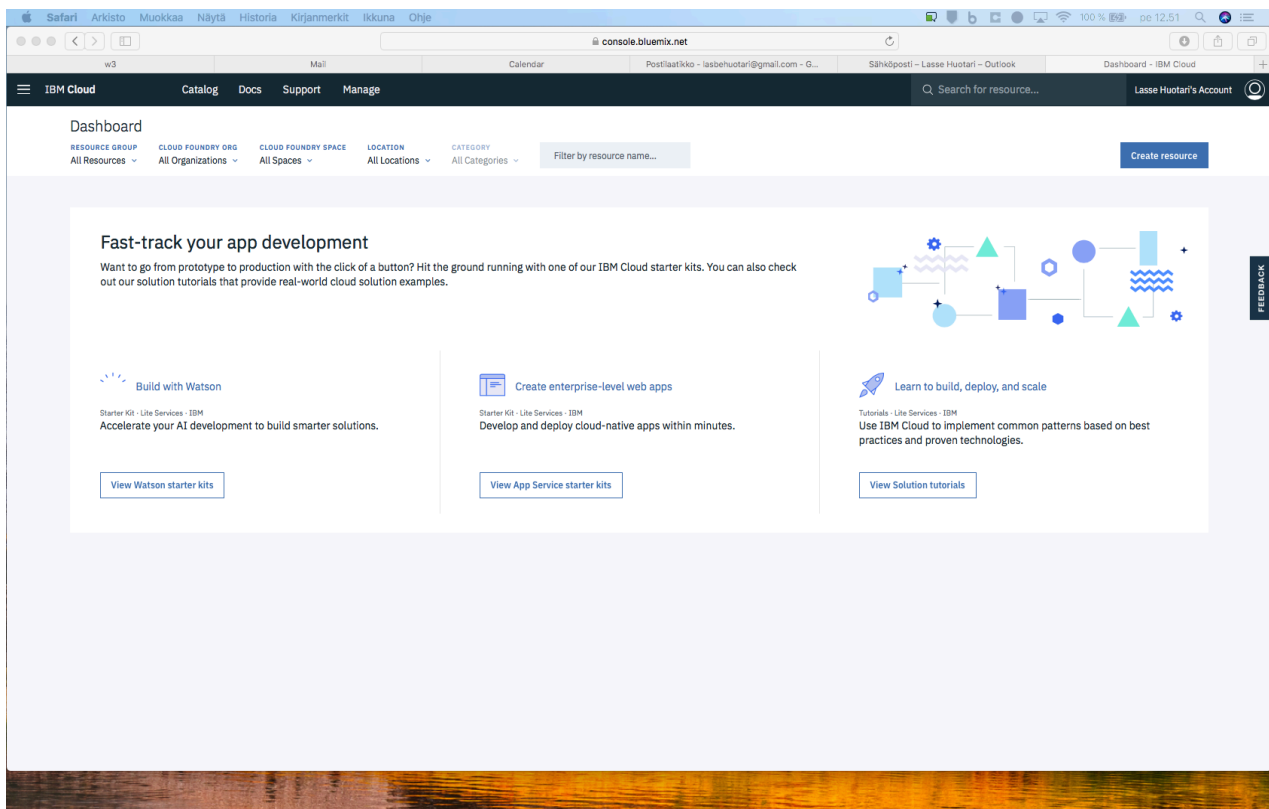 Safari Arkisto Muokkaa Näytä Historia Kirjanmerkit Ikkuna Ohje 100 % pe 12.51
console.bluemix.net
w3 Mail Calendar Postilaatikko - lasbehuotari@gmail.com - G... Sähköposti – Lasse Huotari – Outlook Dashboard - IBM Cloud
IBM Cloud Catalog Docs Support Manage Search for resource... Lasse Huotari's Account
Dashboard
RESOURCE GROUP CLOUD FOUNDRY ORG CLOUD FOUNDRY SPACE LOCATION CATEGORY
All Resources All Organizations All Spaces All Locations All Categories Filter by resource name... Create resource
Fast-track your app development
Want to go from prototype to production with the click of a button? Hit the ground running with one of our IBM Cloud starter kits. You can also check
out our solution tutorials that provide real-world cloud solution examples.
FEEDBACK
Build with Watson
Starter Kit - Lite Services - IBM
Accelerate your AI development to build smarter solutions.
View Watson starter kits
Create enterprise-level web apps
Starter Kit - Lite Services - IBM
Develop and deploy cloud-native apps within minutes.
View App Service starter kits
Learn to build, deploy, and scale
Tutorials - Lite Services - IBM
Use IBM Cloud to implement common patterns based on best
practices and proven technologies.
View Solution tutorials